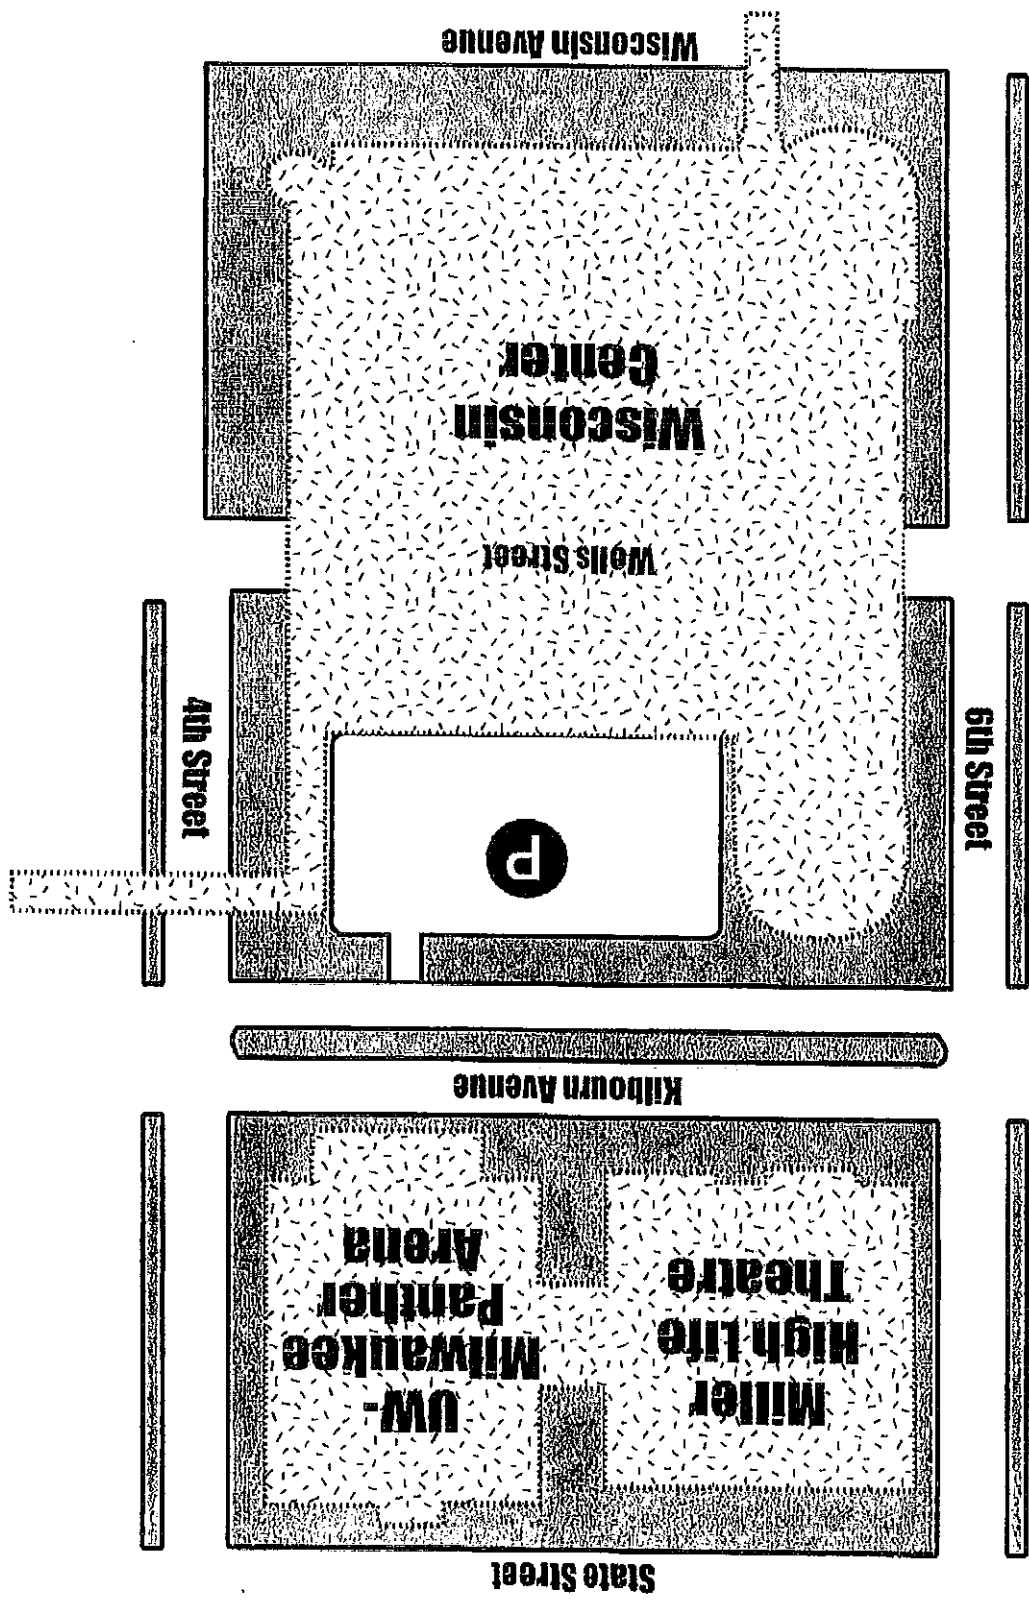 State Street
Miller
High Life
Theatre
UW-
Milwaukee
Panther
Arena
Kilbourn Avenue
P
6th Street
4th Street
Wells Street
Wisconsin
Center
Wisconsin Avenue